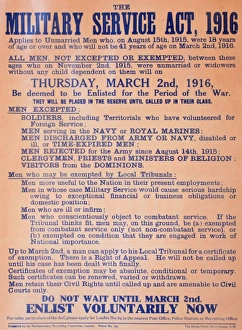 THE
MILITARY SERVICE ACT, 1916
Applies to Unmarried Men who, on August 15th, 1915, were 18 years
of age or over and who will not be 41 years of age on March 2nd, 1916.
ALL MEN, NOT EXCEPTED OR EXEMPTED, between these
ages who on November 2nd, 1915, were unmarried or widowers
without any child dependent on them will on
THURSDAY, MARCH 2nd, 1916,
Be deemed to be Enlisted for the Period of the War.
THEY WILL BE PLACED IN THE RESERVE UNTIL CALLED UP IN THEIR CLASS.
MEN EXCEPTED:
SOLDIERS, including Territorials who have volunteered for
Foreign Service;
MEN serving in the NAVY or ROYAL MARINES;
MEN DISCHARGED FROM ARMY OR NAVY, disabled or
ill, or TIME-EXPIRED MEN;
MEN REJECTED for the Army since August 14th, 1915;
CLERGYMEN, PRIESTS and MINISTERS OF RELIGION;
VISITORS from the DOMINIONS.
Men who may be exempted by Local Tribunals:
Men more useful to the Nation in their present employments;
Men in whose case Military Service would cause serious hardship
owing to exceptional financial or business obligations or
domestic position;
Men who are ill or infirm;
Men who conscientiously object to combatant service. If the
Tribunal thinks fit, men may, on this ground, be (a) exempted
from combatant service only (not non-combatant service), or
(b) exempted on condition that they are engaged in work of
National importance.
Up to March 2nd, a man can apply to his Local Tribunal for a certificate
of exemption. There is a Right of Appeal. He will not be called up
until his case has been dealt with finally.
Certificates of exemption may be absolute, conditional or temporary.
Such certificates can be renewed, varied or withdrawn.
Men retain their Civil Rights until called up and are amenable to Civil
Courts only.
DO NOT WAIT UNTIL MARCH 2nd.
ENLIST VOLUNTARILY NOW